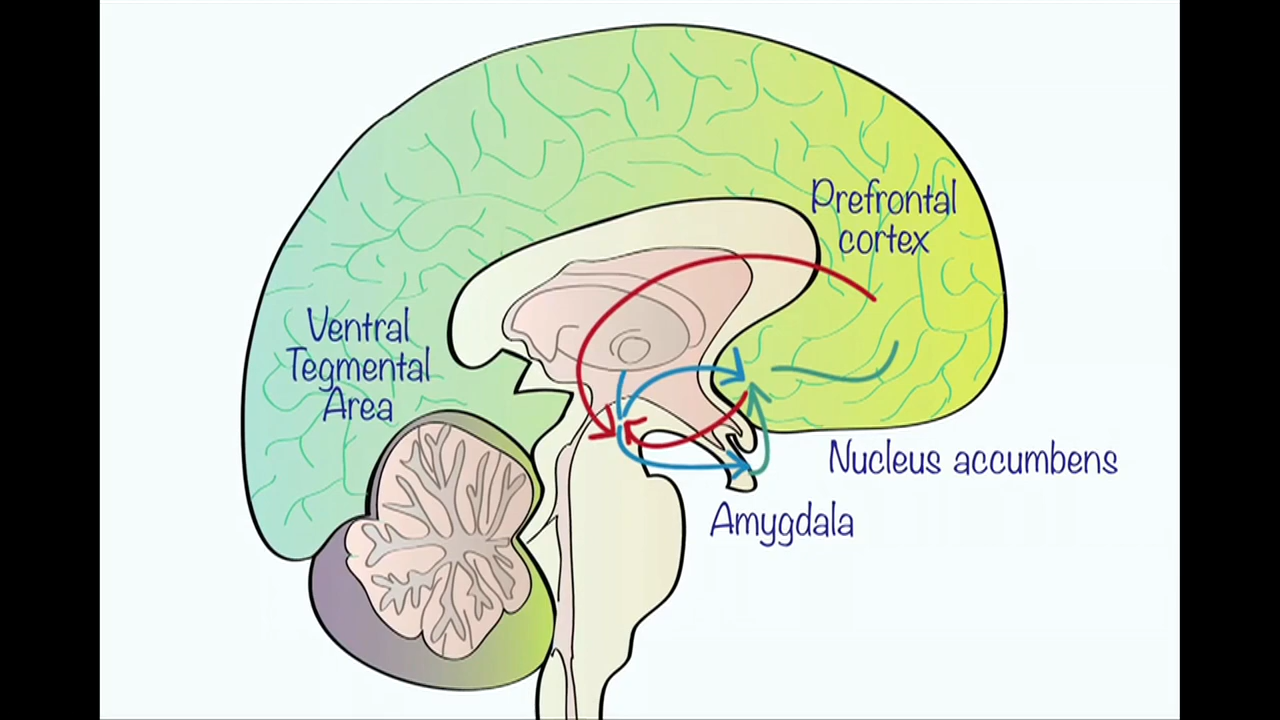 Prefrontal
cortex
Ventral
Tegmental
Area
Nucleus accumbens
Amygdala